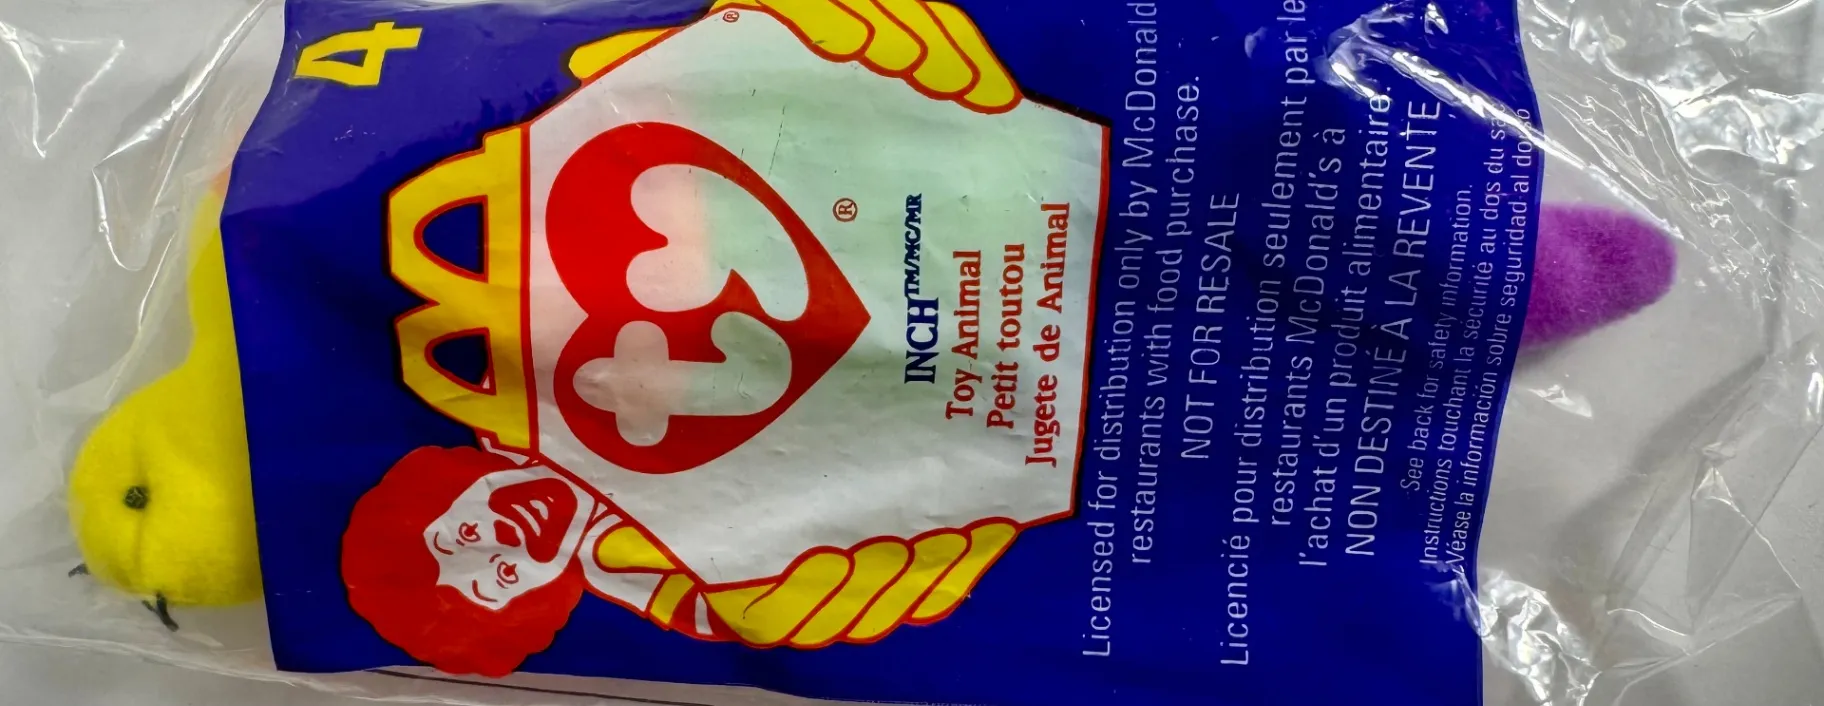 4
ty
®
INCH™/MC/MR
Toy Animal
Petit toutou
Jugete de Animal
Licensed for distribution only by McDonald
restaurants with food purchase.
NOT FOR RESALE
Licencié pour distribution seulement par le
restaurants McDonald's à
l'achat d'un produit alimentaire.
NON DESTINÉ À LA REVENTE
See back for safety information.
Instructions touchant la sécurité au dos du sac
Véase la información sobre seguridad al dorso